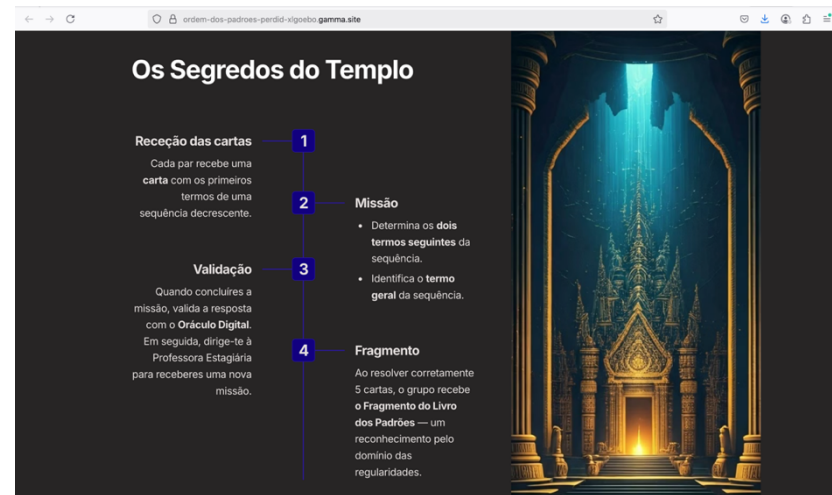 ordem-dos-padroes-perdid-xlgoebo.gamma.site
Os Segredos do Templo
Receção das cartas
1
Cada par recebe uma
carta com os primeiros
termos de uma
sequência decrescente.
2
Missão
• Determina os dois
termos seguintes da
sequência.
• Identifica o termo
geral da sequência.
Validação
3
Quando concluíres a
missão, valida a resposta
com o Oráculo Digital.
Em seguida, dirige-te à
Professora Estagiária
para receberes uma nova
missão.
4
Fragmento
Ao resolver corretamente
5 cartas, o grupo recebe
o Fragmento do Livro
dos Padrões — um
reconhecimento pelo
domínio das
regularidades.